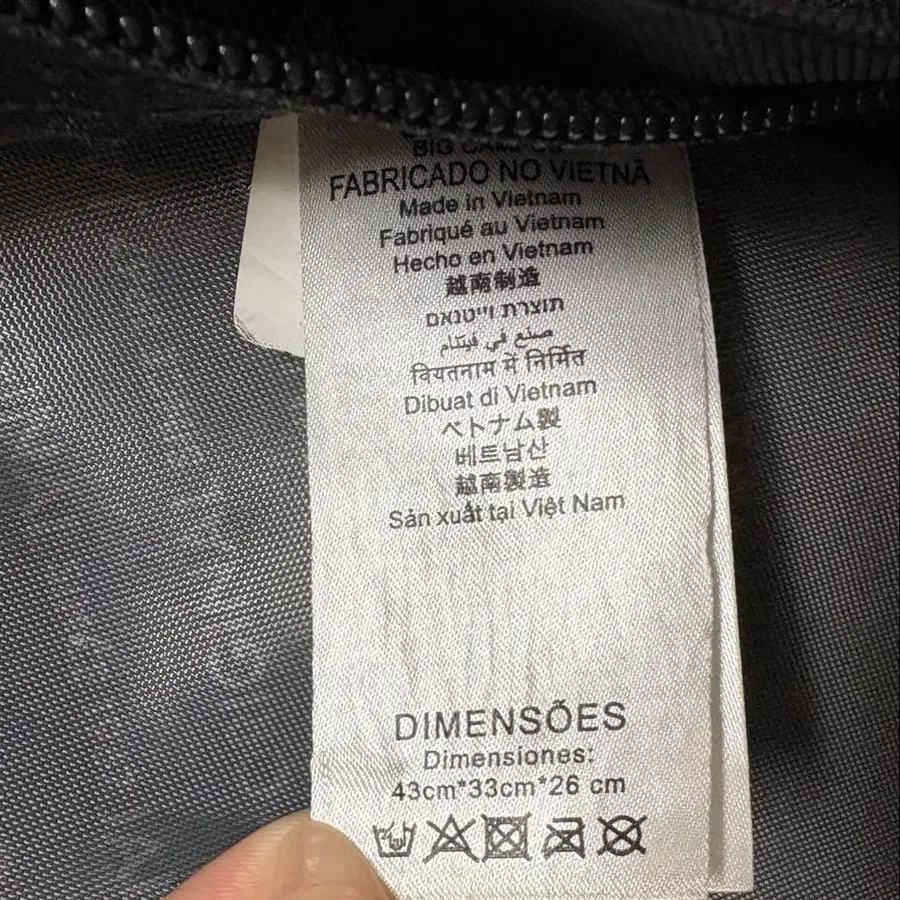 BIG
FABRICADO NO VIETNÃ
Made in Vietnam
Fabriqué au Vietnam
Hecho en Vietnam
越南制造
תוצרת וייטנאם
صنع في فيتنام
वियतनाम में निर्मित
Dibuat di Vietnam
ベトナム製
베트남산
越南製造
Sản xuất tại Việt Nam
DIMENSÕES
Dimensiones:
43cm*33cm*26 cm